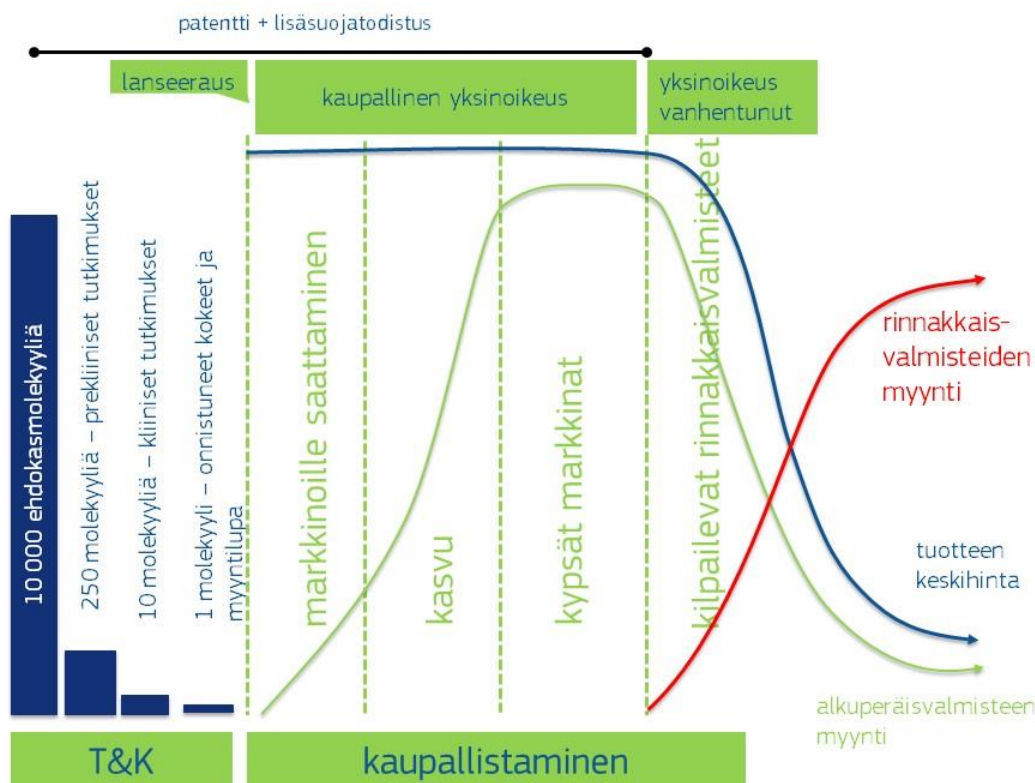 patentti + lisäsuojatodistus
lanseeraus
kaupallinen yksinoikeus
yksinoikeus
vanhentunut
10 000 ehdokasmolekyyliä
250 molekyyliä – prekliiniset tutkimukset
10 molekyyliä – kliiniset tutkimukset
1 molekyyli – onnistuneet kokeet ja
myyntilupa
markkinoille saattaminen
kasvu
kypsät markkinat
kilpailevat rinnakkaisvalmisteet
rinnakkais-
valmisteiden
myynti
tuotteen
keskihinta
alkuperäisvalmisteen
myynti
T&K
kaupallistaminen